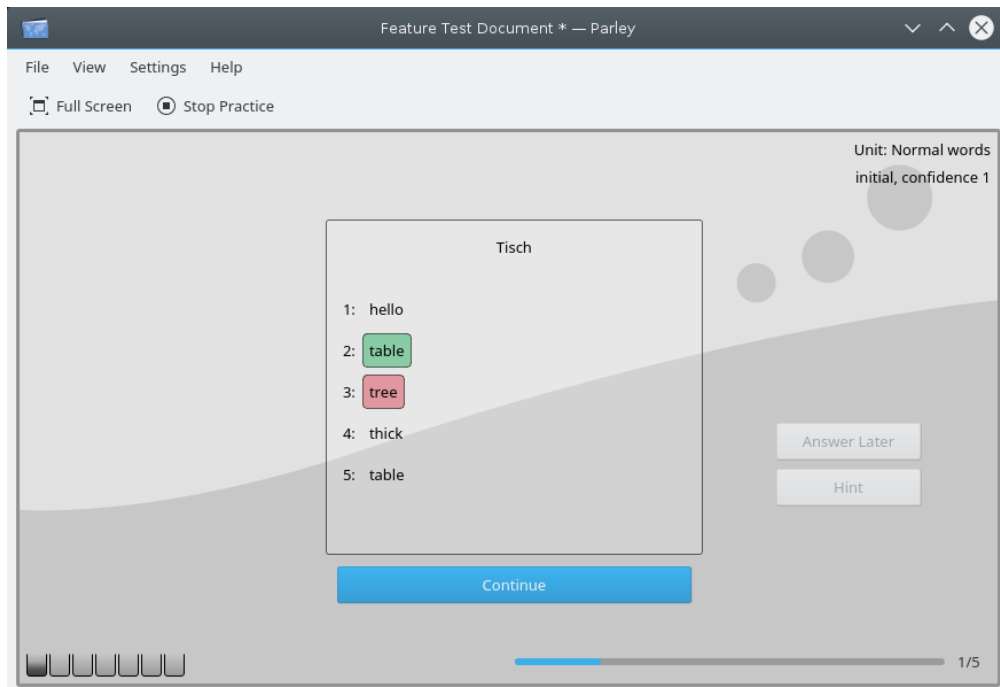 Feature Test Document * — Parley
File View Settings Help
Full Screen Stop Practice
Unit: Normal words
initial, confidence 1
Tisch
1: hello
2: table
3: tree
4: thick
5: table
Answer Later
Hint
Continue
1/5